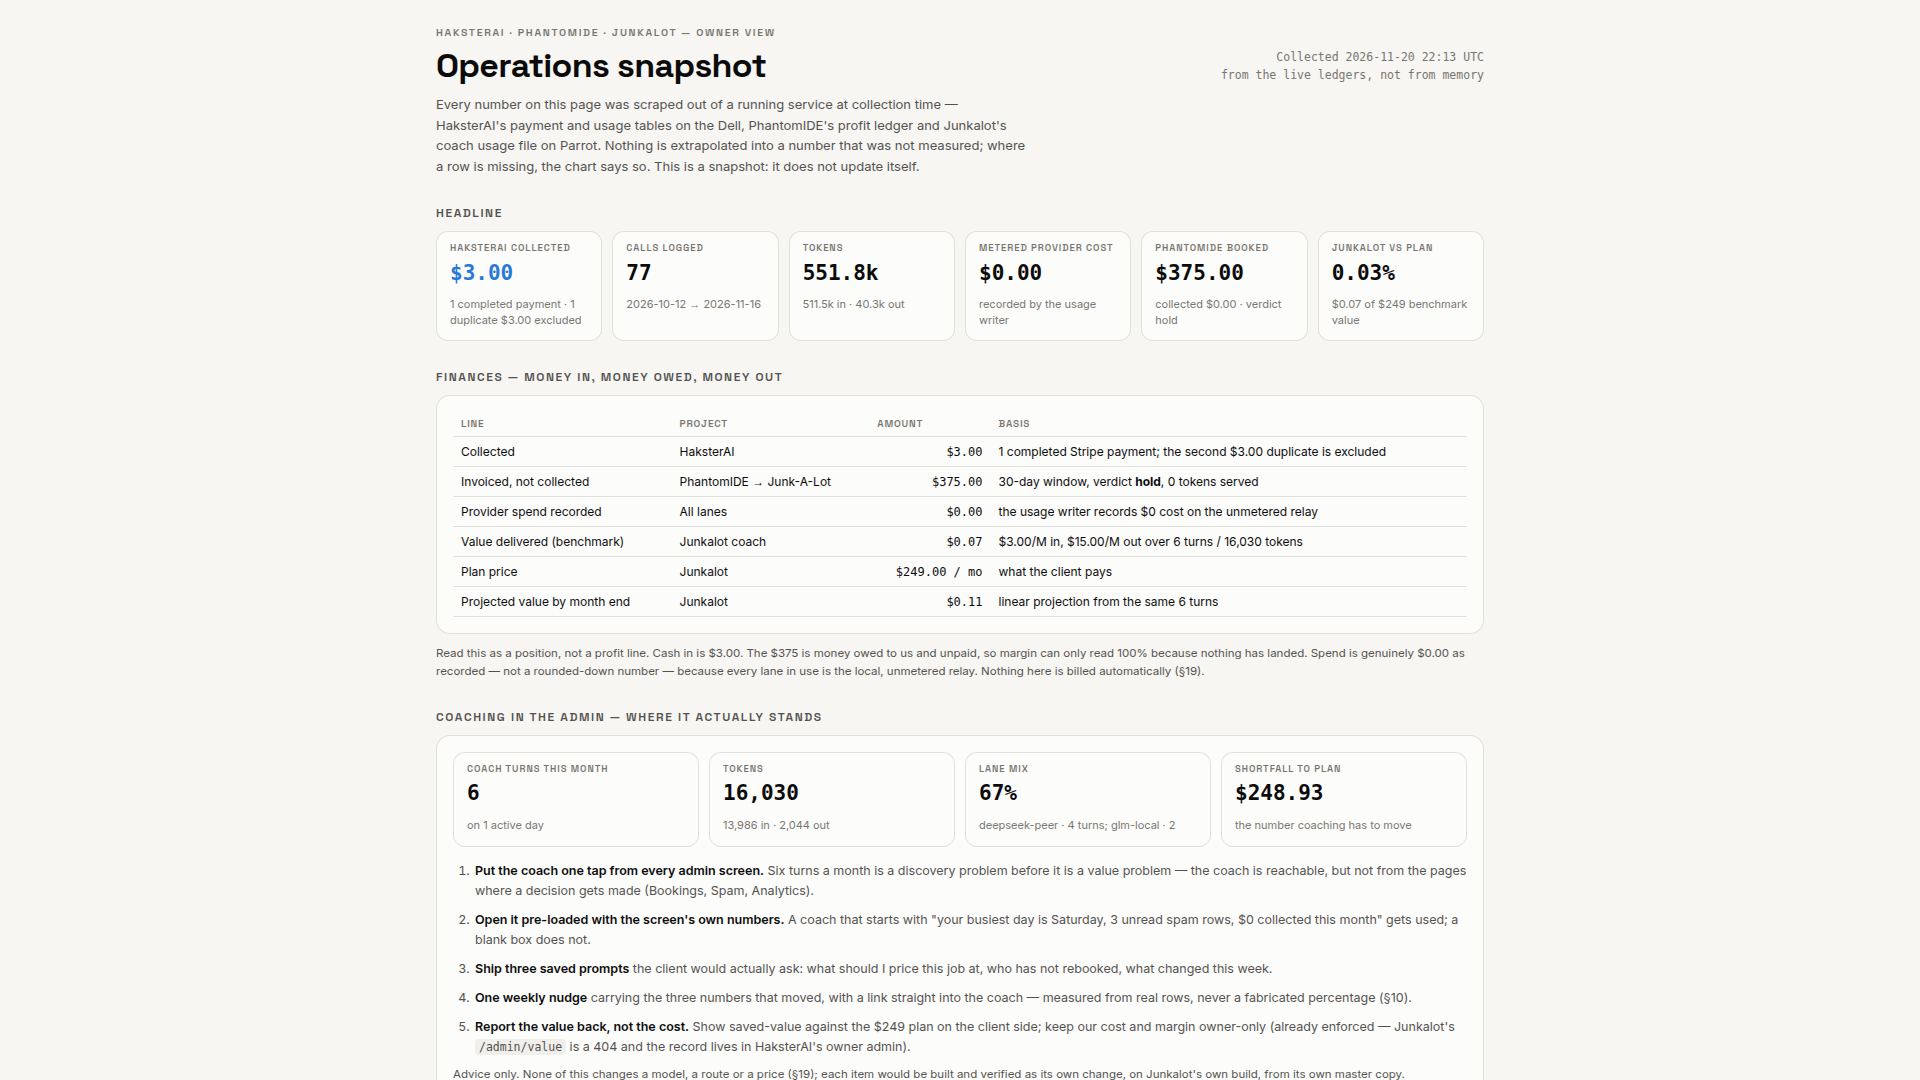 HAKSTERAI · PHANTOMIDE · JUNKALOT — OWNER VIEW
Operations snapshot
Collected 2026-11-20 22:13 UTC
from the live ledgers, not from memory
Every number on this page was scraped out of a running service at collection time —
HaksterAI's payment and usage tables on the Dell, PhantomIDE's profit ledger and Junkalot's
coach usage file on Parrot. Nothing is extrapolated into a number that was not measured; where
a row is missing, the chart says so. This is a snapshot: it does not update itself.
HEADLINE
HAKSTERAI COLLECTED
$3.00
1 completed payment · 1
duplicate $3.00 excluded
CALLS LOGGED
77
2026-10-12 → 2026-11-16
TOKENS
551.8k
511.5k in · 40.3k out
METERED PROVIDER COST
$0.00
recorded by the usage
writer
PHANTOMIDE BOOKED
$375.00
collected $0.00 · verdict
hold
JUNKALOT VS PLAN
0.03%
$0.07 of $249 benchmark
value
FINANCES — MONEY IN, MONEY OWED, MONEY OUT
LINE PROJECT AMOUNT BASIS
Collected HaksterAI $3.00 1 completed Stripe payment; the second $3.00 duplicate is excluded
Invoiced, not collected PhantomIDE → Junk-A-Lot $375.00 30-day window, verdict hold, 0 tokens served
Provider spend recorded All lanes $0.00 the usage writer records $0 cost on the unmetered relay
Value delivered (benchmark) Junkalot coach $0.07 $3.00/M in, $15.00/M out over 6 turns / 16,030 tokens
Plan price Junkalot $249.00 / mo what the client pays
Projected value by month end Junkalot $0.11 linear projection from the same 6 turns
Read this as a position, not a profit line. Cash in is $3.00. The $375 is money owed to us and unpaid, so margin can only read 100% because nothing has landed. Spend is genuinely $0.00 as
recorded — not a rounded-down number — because every lane in use is the local, unmetered relay. Nothing here is billed automatically (§19).
COACHING IN THE ADMIN — WHERE IT ACTUALLY STANDS
COACH TURNS THIS MONTH
6
on 1 active day
TOKENS
16,030
13,986 in · 2,044 out
LANE MIX
67%
deepseek-peer · 4 turns; glm-local · 2
SHORTFALL TO PLAN
$248.93
the number coaching has to move
1. Put the coach one tap from every admin screen. Six turns a month is a discovery problem before it is a value problem — the coach is reachable, but not from the pages
where a decision gets made (Bookings, Spam, Analytics).
2. Open it pre-loaded with the screen's own numbers. A coach that starts with "your busiest day is Saturday, 3 unread spam rows, $0 collected this month" gets used; a
blank box does not.
3. Ship three saved prompts the client would actually ask: what should I price this job at, who has not rebooked, what changed this week.
4. One weekly nudge carrying the three numbers that moved, with a link straight into the coach — measured from real rows, never a fabricated percentage (§10).
5. Report the value back, not the cost. Show saved-value against the $249 plan on the client side; keep our cost and margin owner-only (already enforced — Junkalot's
/admin/value is a 404 and the record lives in HaksterAI's owner admin).
Advice only. None of this changes a model, a route or a price (§19); each item would be built and verified as its own change, on Junkalot's own build, from its own master copy.